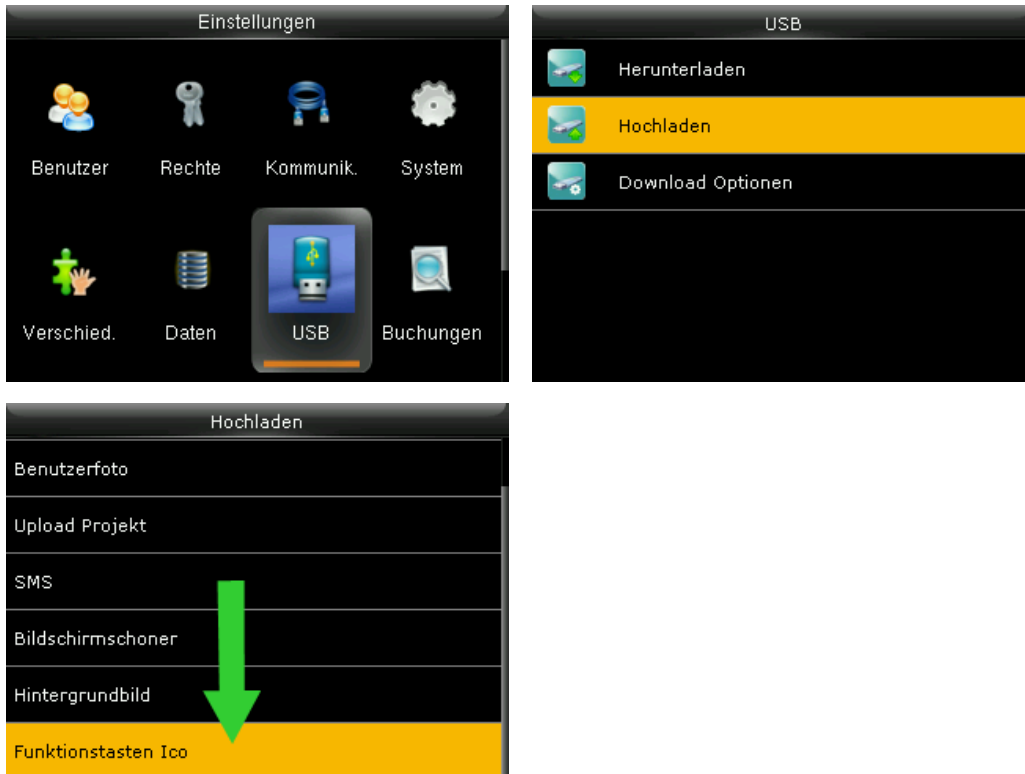 Einstellungen
Benutzer Rechte Kommunik. System
Verschied. Daten USB Buchungen
USB
Herunterladen
Hochladen
Download Optionen
Hochladen
Benutzerfoto
Upload Projekt
SMS
Bildschirmschoner
Hintergrundbild
Funktionstasten Ico